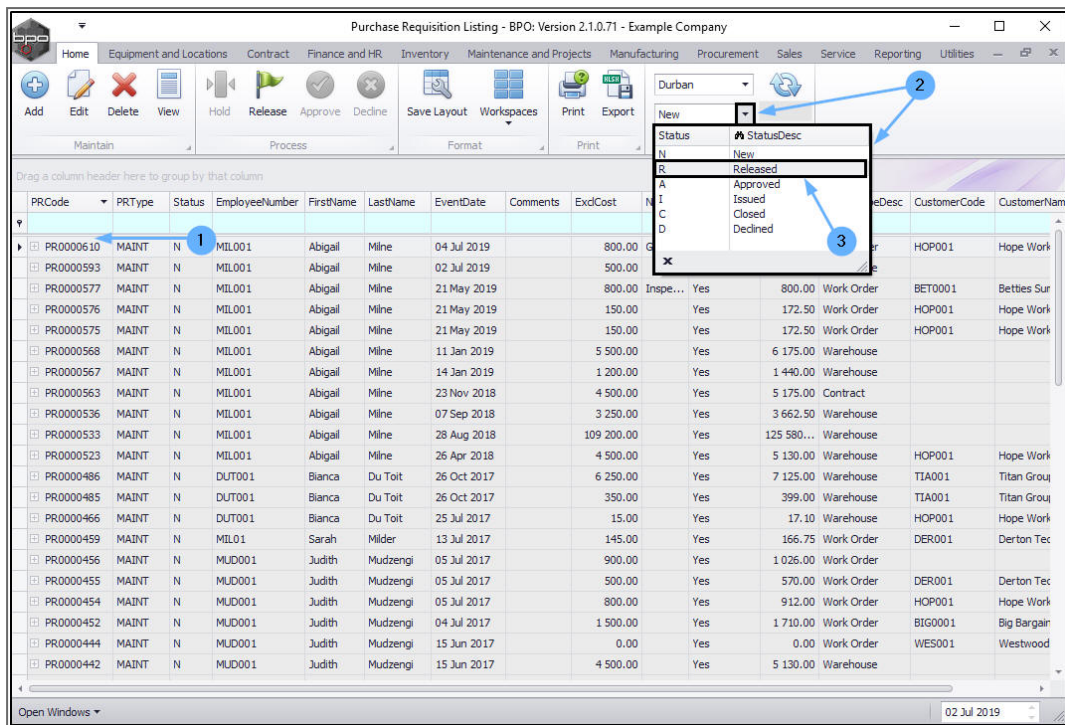 Purchase Requisition Listing - BPO: Version 2.1.0.71 - Example Company
bpo
Home Equipment and Locations Contract Finance and HR Inventory Maintenance and Projects Manufacturing Procurement Sales Service Reporting Utilities
Add Edit Delete View Hold Release Approve Decline Save Layout Workspaces Print Export
Maintain Process Format Print
Durban
New
2
Status StatusDesc
N New
R Released
A Approved
I Issued
C Closed
D Declined
3
Drag a column header here to group by that column
PRCode PRType Status EmployeeNumber FirstName LastName EventDate Comments ExclCost N eDesc CustomerCode CustomerNam
1
PR0000610 MAINT N MIL001 Abigail Milne 04 Jul 2019 800.00 G r HOP001 Hope Work
PR0000593 MAINT N MIL001 Abigail Milne 02 Jul 2019 500.00 e
PR0000577 MAINT N MIL001 Abigail Milne 21 May 2019 800.00 Inspe... Yes 800.00 Work Order BET0001 Betties Sur
PR0000576 MAINT N MIL001 Abigail Milne 21 May 2019 150.00 Yes 172.50 Work Order HOP001 Hope Work
PR0000575 MAINT N MIL001 Abigail Milne 21 May 2019 150.00 Yes 172.50 Work Order HOP001 Hope Work
PR0000568 MAINT N MIL001 Abigail Milne 11 Jan 2019 5 500.00 Yes 6 175.00 Warehouse
PR0000567 MAINT N MIL001 Abigail Milne 14 Jan 2019 1 200.00 Yes 1 440.00 Warehouse
PR0000563 MAINT N MIL001 Abigail Milne 23 Nov 2018 4 500.00 Yes 5 175.00 Contract
PR0000536 MAINT N MIL001 Abigail Milne 07 Sep 2018 3 250.00 Yes 3 662.50 Warehouse
PR0000533 MAINT N MIL001 Abigail Milne 28 Aug 2018 109 200.00 Yes 125 580... Warehouse
PR0000523 MAINT N MIL001 Abigail Milne 26 Apr 2018 4 500.00 Yes 5 130.00 Warehouse HOP001 Hope Work
PR0000486 MAINT N DUT001 Bianca Du Toit 26 Oct 2017 6 250.00 Yes 7 125.00 Warehouse TIA001 Titan Grou
PR0000485 MAINT N DUT001 Bianca Du Toit 26 Oct 2017 350.00 Yes 399.00 Warehouse TIA001 Titan Grou
PR0000466 MAINT N DUT001 Bianca Du Toit 25 Jul 2017 15.00 Yes 17.10 Warehouse HOP001 Hope Work
PR0000459 MAINT N MIL01 Sarah Milder 13 Jul 2017 145.00 Yes 166.75 Warehouse DER001 Derton Tec
PR0000456 MAINT N MUD001 Judith Mudzengi 05 Jul 2017 900.00 Yes 1 026.00 Work Order
PR0000455 MAINT N MUD001 Judith Mudzengi 05 Jul 2017 500.00 Yes 570.00 Work Order DER001 Derton Tec
PR0000454 MAINT N MUD001 Judith Mudzengi 05 Jul 2017 800.00 Yes 912.00 Work Order HOP001 Hope Work
PR0000452 MAINT N MUD001 Judith Mudzengi 04 Jul 2017 1 500.00 Yes 1 710.00 Work Order BIG0001 Big Bargain
PR0000444 MAINT N MUD001 Judith Mudzengi 15 Jun 2017 0.00 Yes 0.00 Work Order WES001 Westwood
PR0000442 MAINT N MUD001 Judith Mudzengi 15 Jun 2017 4 500.00 Yes 5 130.00 Warehouse
Open Windows 02 Jul 2019